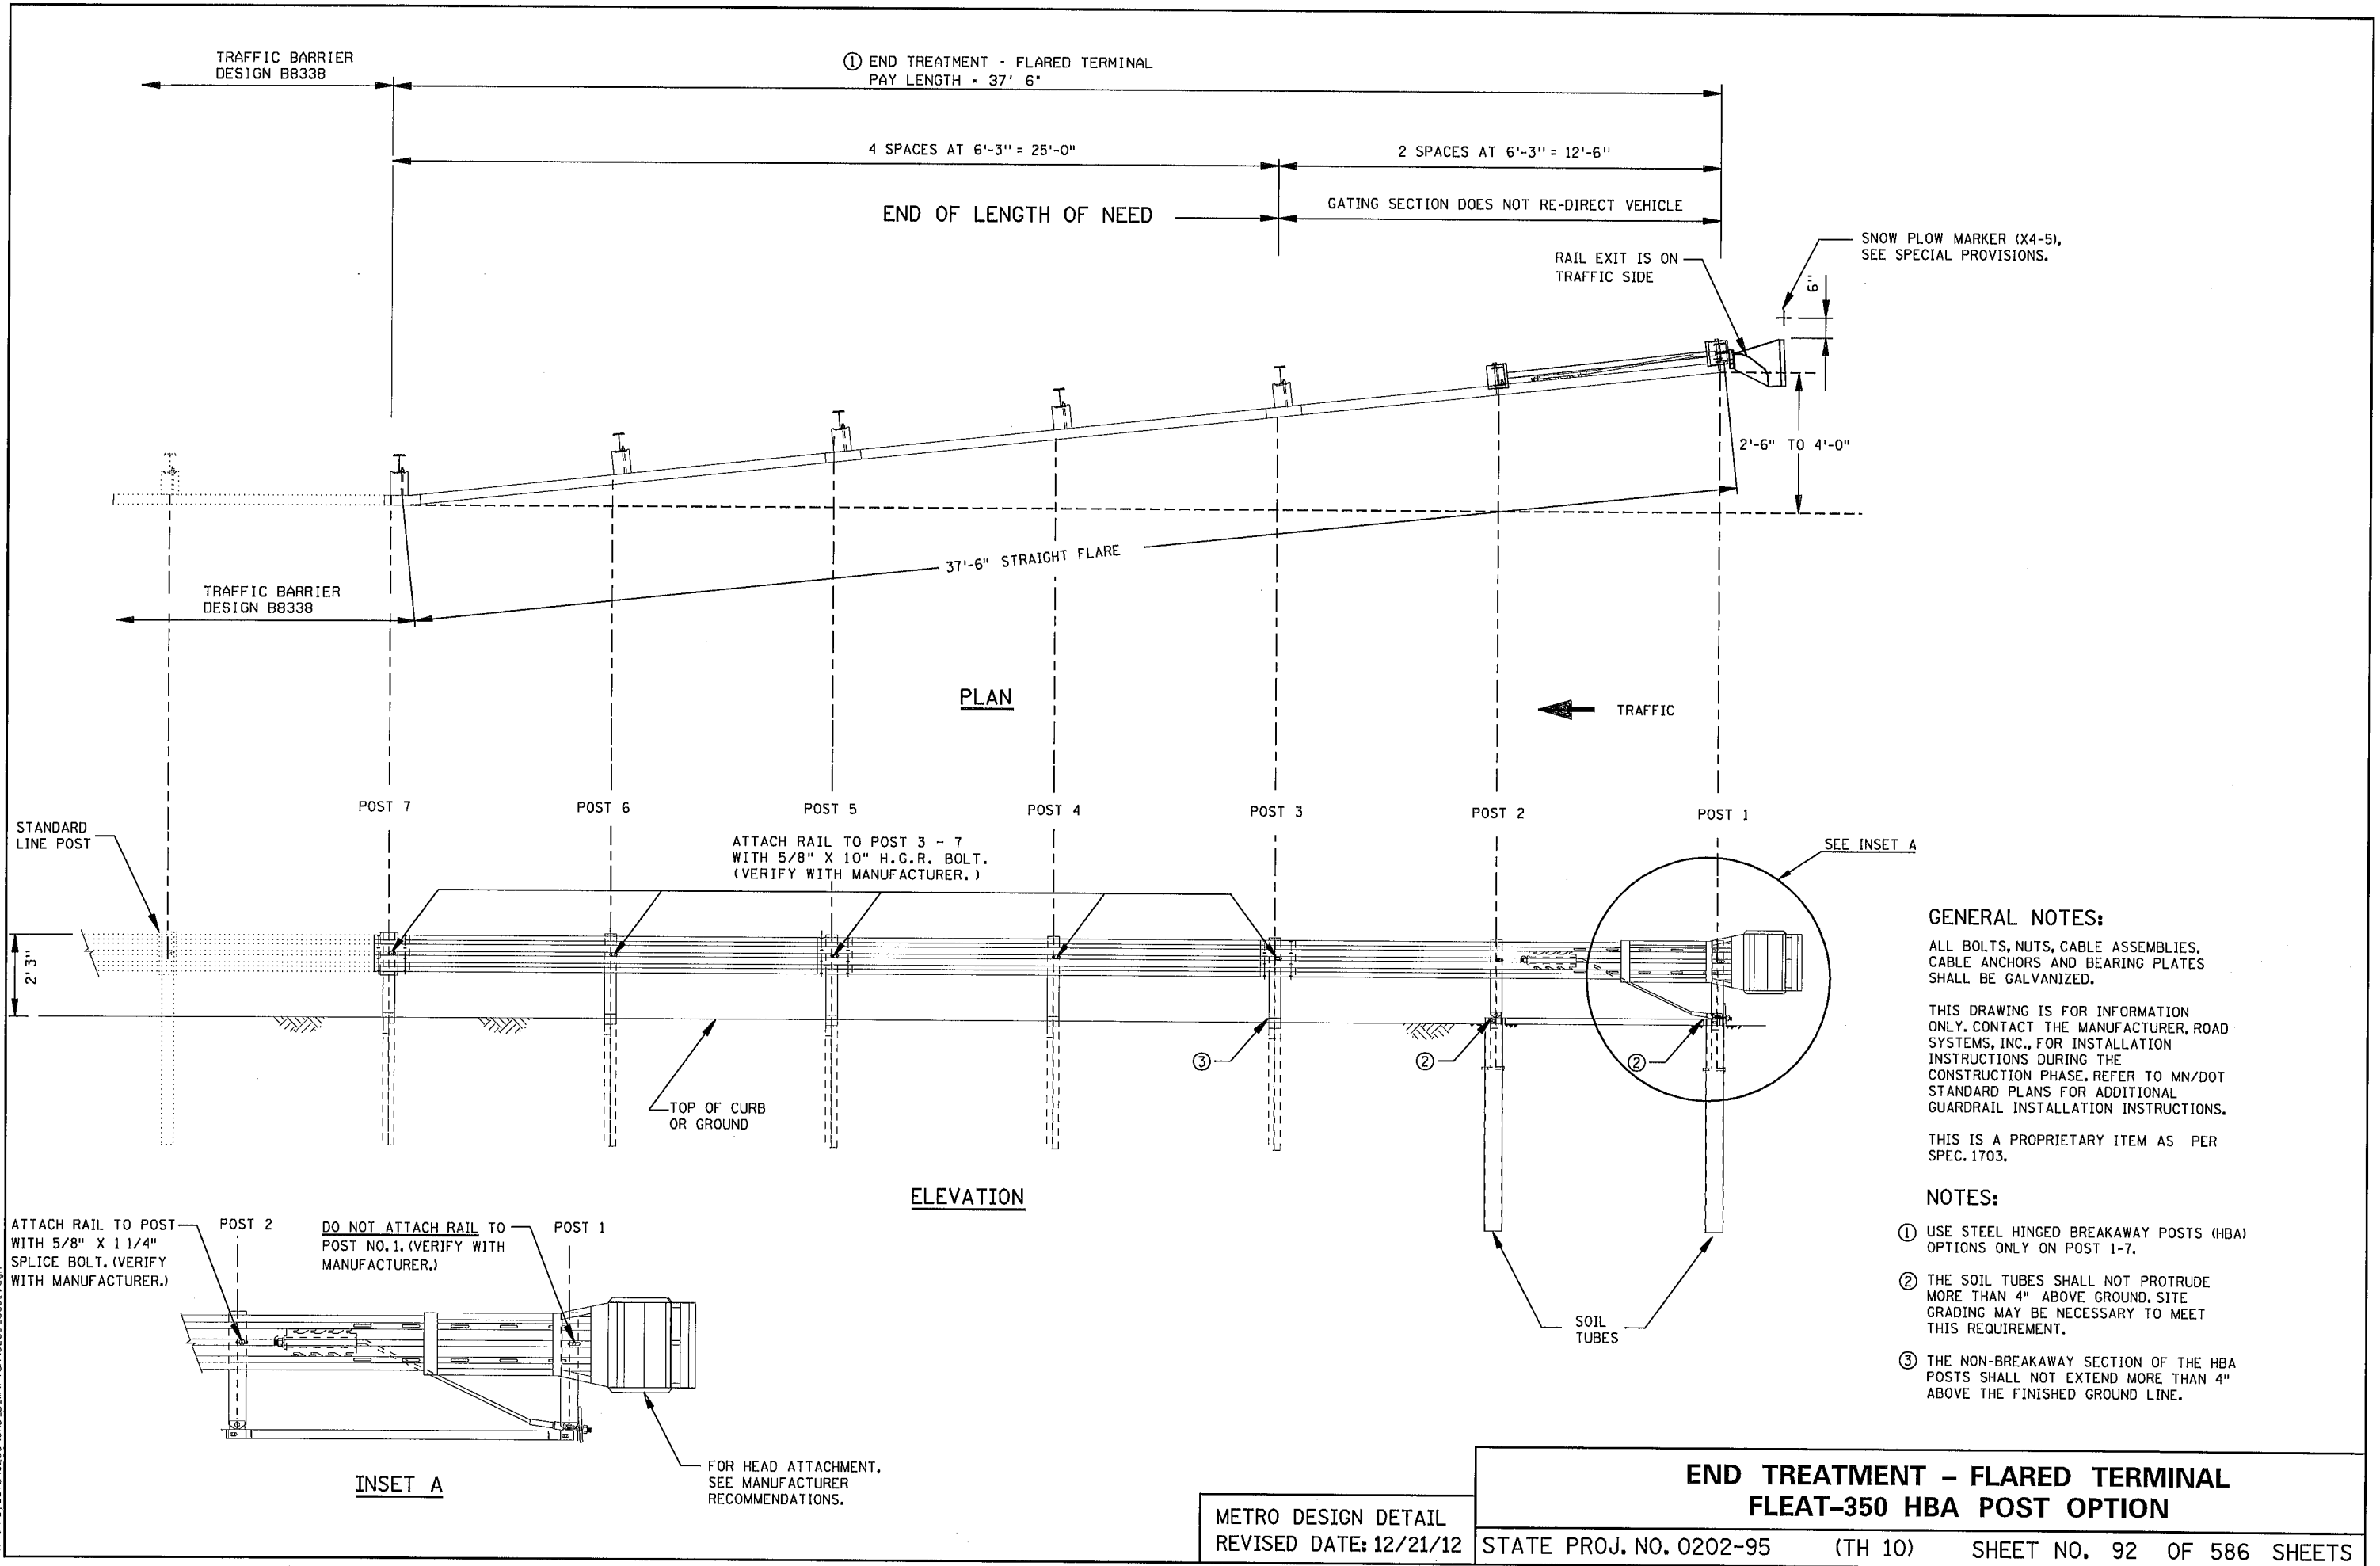 TRAFFIC BARRIER
DESIGN B8338
① END TREATMENT - FLARED TERMINAL
PAY LENGTH = 37' 6"
4 SPACES AT 6'-3" = 25'-0"
2 SPACES AT 6'-3" = 12'-6"
END OF LENGTH OF NEED
GATING SECTION DOES NOT RE-DIRECT VEHICLE
SNOW PLOW MARKER (X4-5),
SEE SPECIAL PROVISIONS.
RAIL EXIT IS ON
TRAFFIC SIDE
6"
2'-6" TO 4'-0"
37'-6" STRAIGHT FLARE
TRAFFIC BARRIER
DESIGN B8338
PLAN
TRAFFIC
POST 7
POST 6
POST 5
POST 4
POST 3
POST 2
POST 1
STANDARD
LINE POST
ATTACH RAIL TO POST 3 - 7
WITH 5/8" X 10" H.G.R. BOLT.
(VERIFY WITH MANUFACTURER.)
SEE INSET A
2'3"
③
②
②
TOP OF CURB
OR GROUND
ELEVATION
SOIL
TUBES
ATTACH RAIL TO POST
WITH 5/8" X 1 1/4"
SPLICE BOLT. (VERIFY
WITH MANUFACTURER.)
POST 2
DO NOT ATTACH RAIL TO
POST NO. 1. (VERIFY WITH
MANUFACTURER.)
POST 1
FOR HEAD ATTACHMENT,
SEE MANUFACTURER
RECOMMENDATIONS.
INSET A
GENERAL NOTES:
ALL BOLTS, NUTS, CABLE ASSEMBLIES,
CABLE ANCHORS AND BEARING PLATES
SHALL BE GALVANIZED.
THIS DRAWING IS FOR INFORMATION
ONLY. CONTACT THE MANUFACTURER, ROAD
SYSTEMS, INC., FOR INSTALLATION
INSTRUCTIONS DURING THE
CONSTRUCTION PHASE. REFER TO MN/DOT
STANDARD PLANS FOR ADDITIONAL
GUARDRAIL INSTALLATION INSTRUCTIONS.
THIS IS A PROPRIETARY ITEM AS PER
SPEC. 1703.
NOTES:
① USE STEEL HINGED BREAKAWAY POSTS (HBA)
OPTIONS ONLY ON POST 1-7.
② THE SOIL TUBES SHALL NOT PROTRUDE
MORE THAN 4" ABOVE GROUND. SITE
GRADING MAY BE NECESSARY TO MEET
THIS REQUIREMENT.
③ THE NON-BREAKAWAY SECTION OF THE HBA
POSTS SHALL NOT EXTEND MORE THAN 4"
ABOVE THE FINISHED GROUND LINE.
METRO DESIGN DETAIL
REVISED DATE: 12/21/12
END TREATMENT - FLARED TERMINAL
FLEAT-350 HBA POST OPTION
STATE PROJ. NO. 0202-95 (TH 10) SHEET NO. 92 OF 586 SHEETS